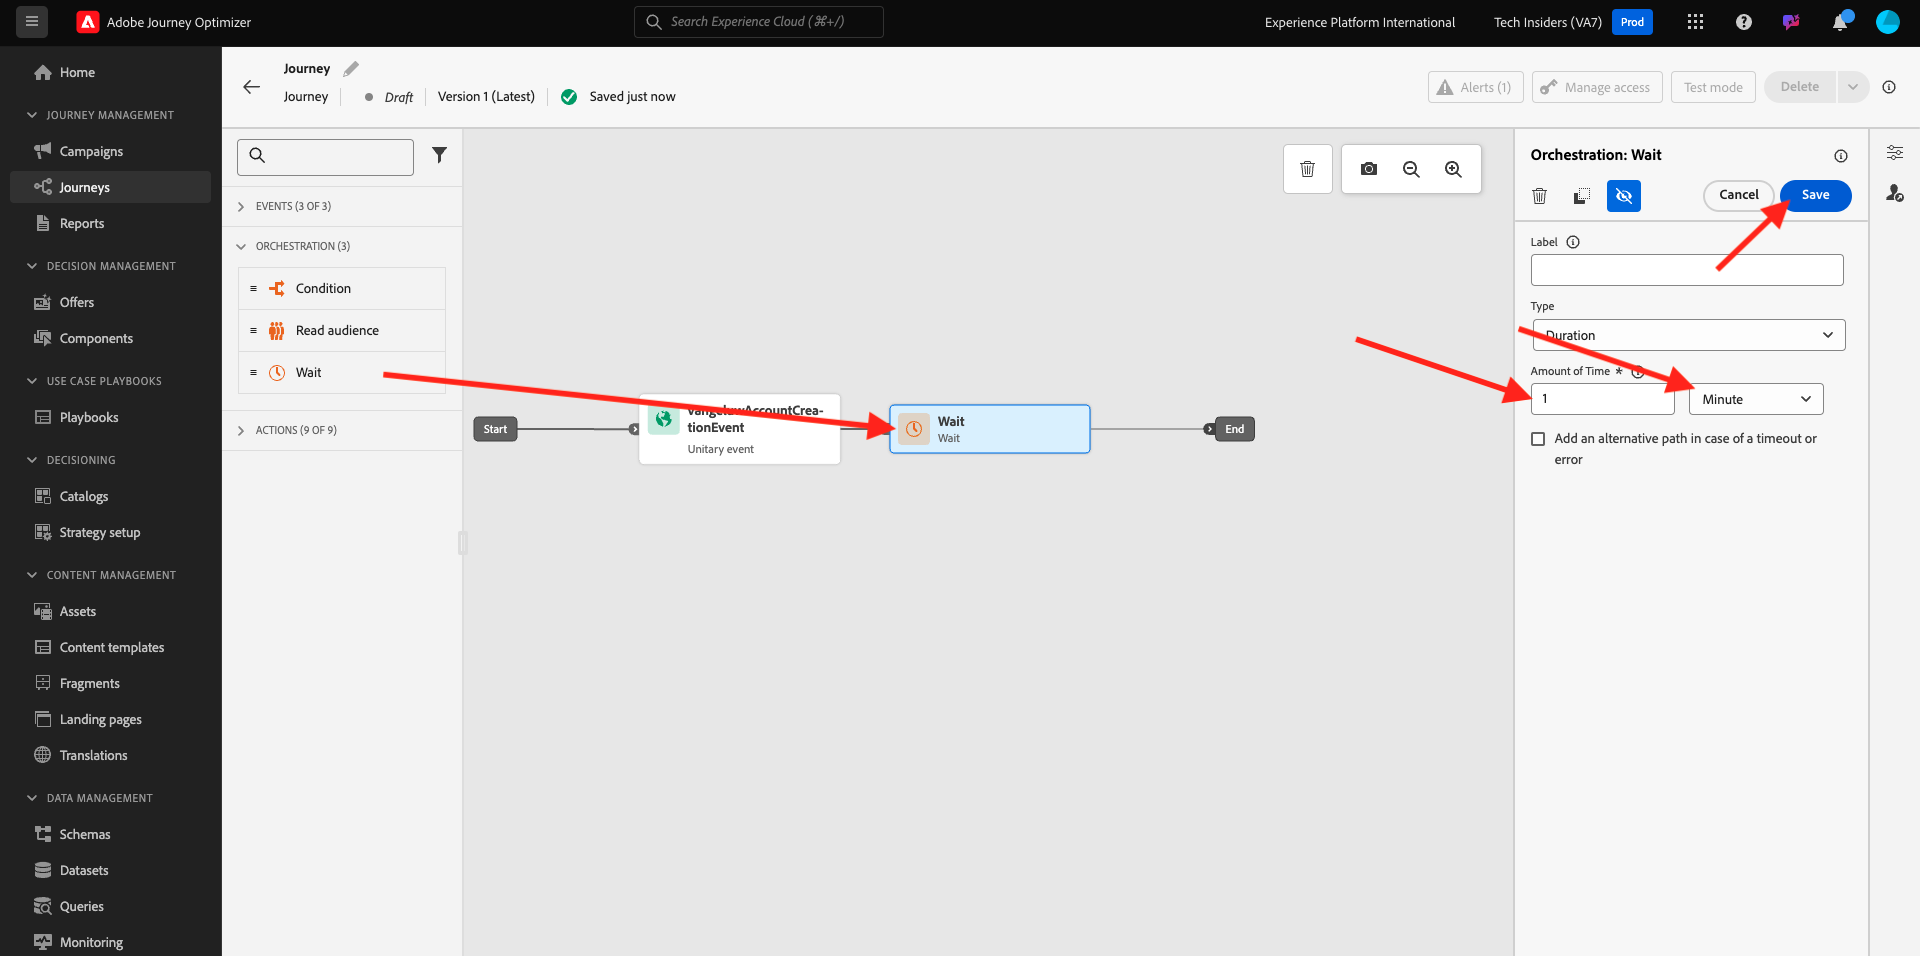 Adobe Journey Optimizer
Search Experience Cloud (⌘+/)
Experience Platform International
Tech Insiders (VA7)
Prod
Home
JOURNEY MANAGEMENT
Campaigns
Journeys
Reports
DECISION MANAGEMENT
Offers
Components
USE CASE PLAYBOOKS
Playbooks
DECISIONING
Catalogs
Strategy setup
CONTENT MANAGEMENT
Assets
Content templates
Fragments
Landing pages
Translations
DATA MANAGEMENT
Schemas
Datasets
Queries
Monitoring
Journey
Journey
Draft
Version 1 (Latest)
Saved just now
Alerts (1)
Manage access
Test mode
Delete
EVENTS (3 OF 3)
ORCHESTRATION (3)
Condition
Read audience
Wait
ACTIONS (9 OF 9)
Start
vangeluwAccountCrea-
tionEvent
Unitary event
Wait
Wait
End
Orchestration: Wait
Cancel
Save
Label
Type
Duration
Amount of Time *
1
Minute
Add an alternative path in case of a timeout or
error